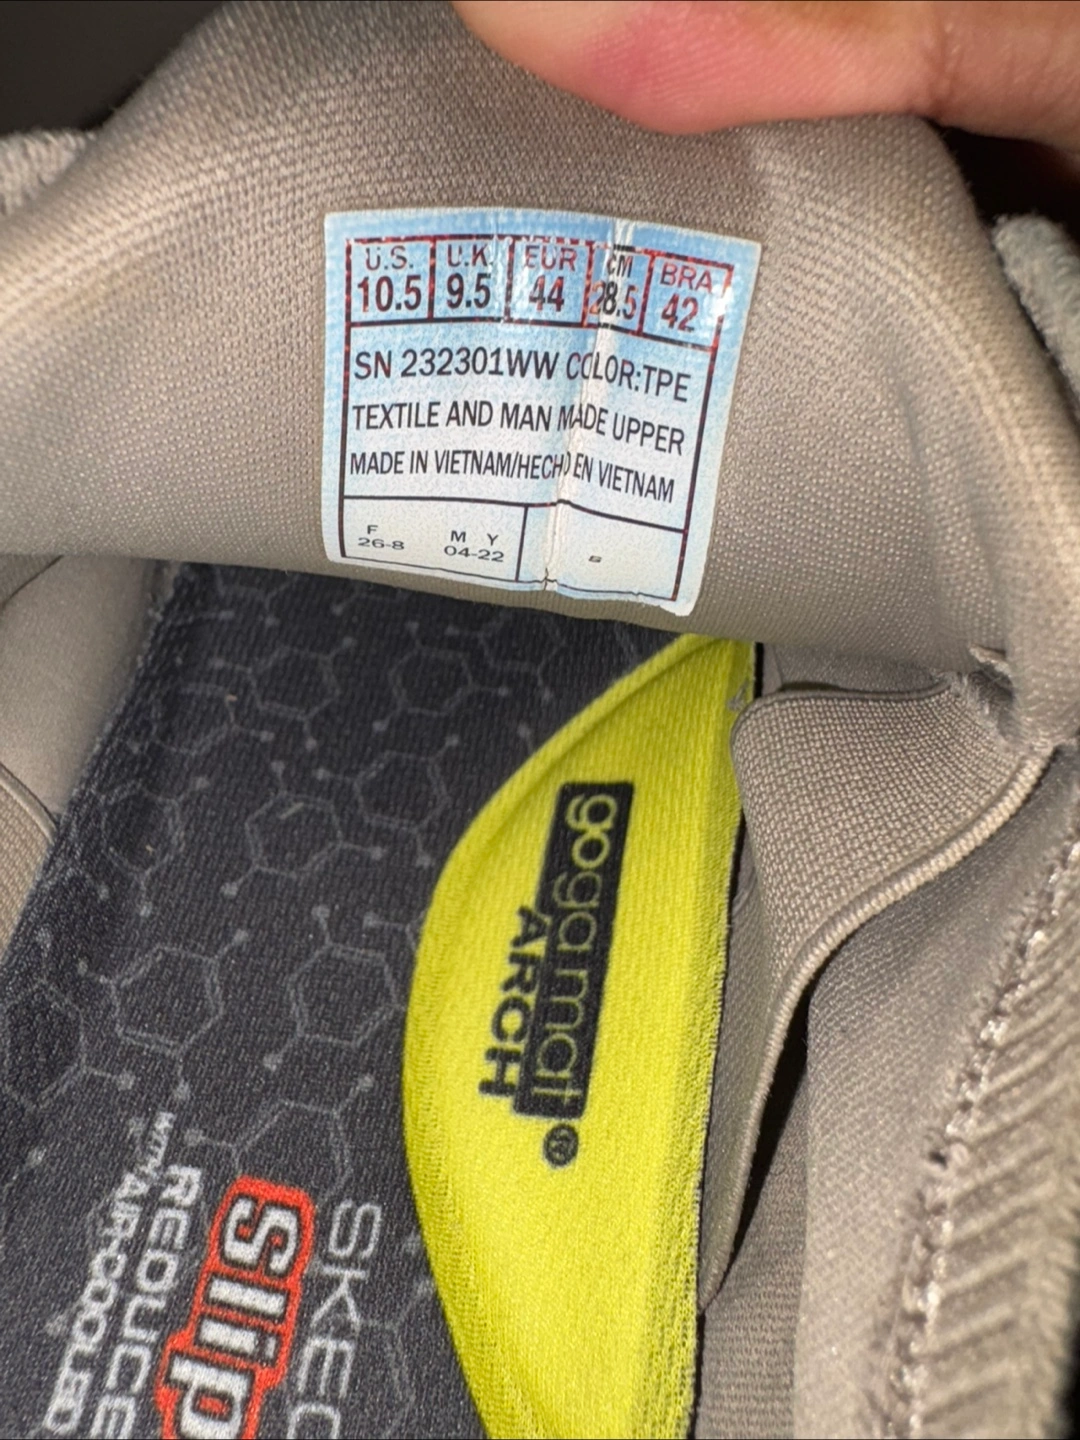 U.S. U.K. EUR CM BRA
10.5 9.5 44 28.5 42
SN 232301WW COLOR:TPE
TEXTILE AND MAN MADE UPPER
MADE IN VIETNAM/HECHO EN VIETNAM
F M Y
26-8 04-22
goga mat®
ARCH
SKEC
slip
REDUCE
WITH AIR-COOLED